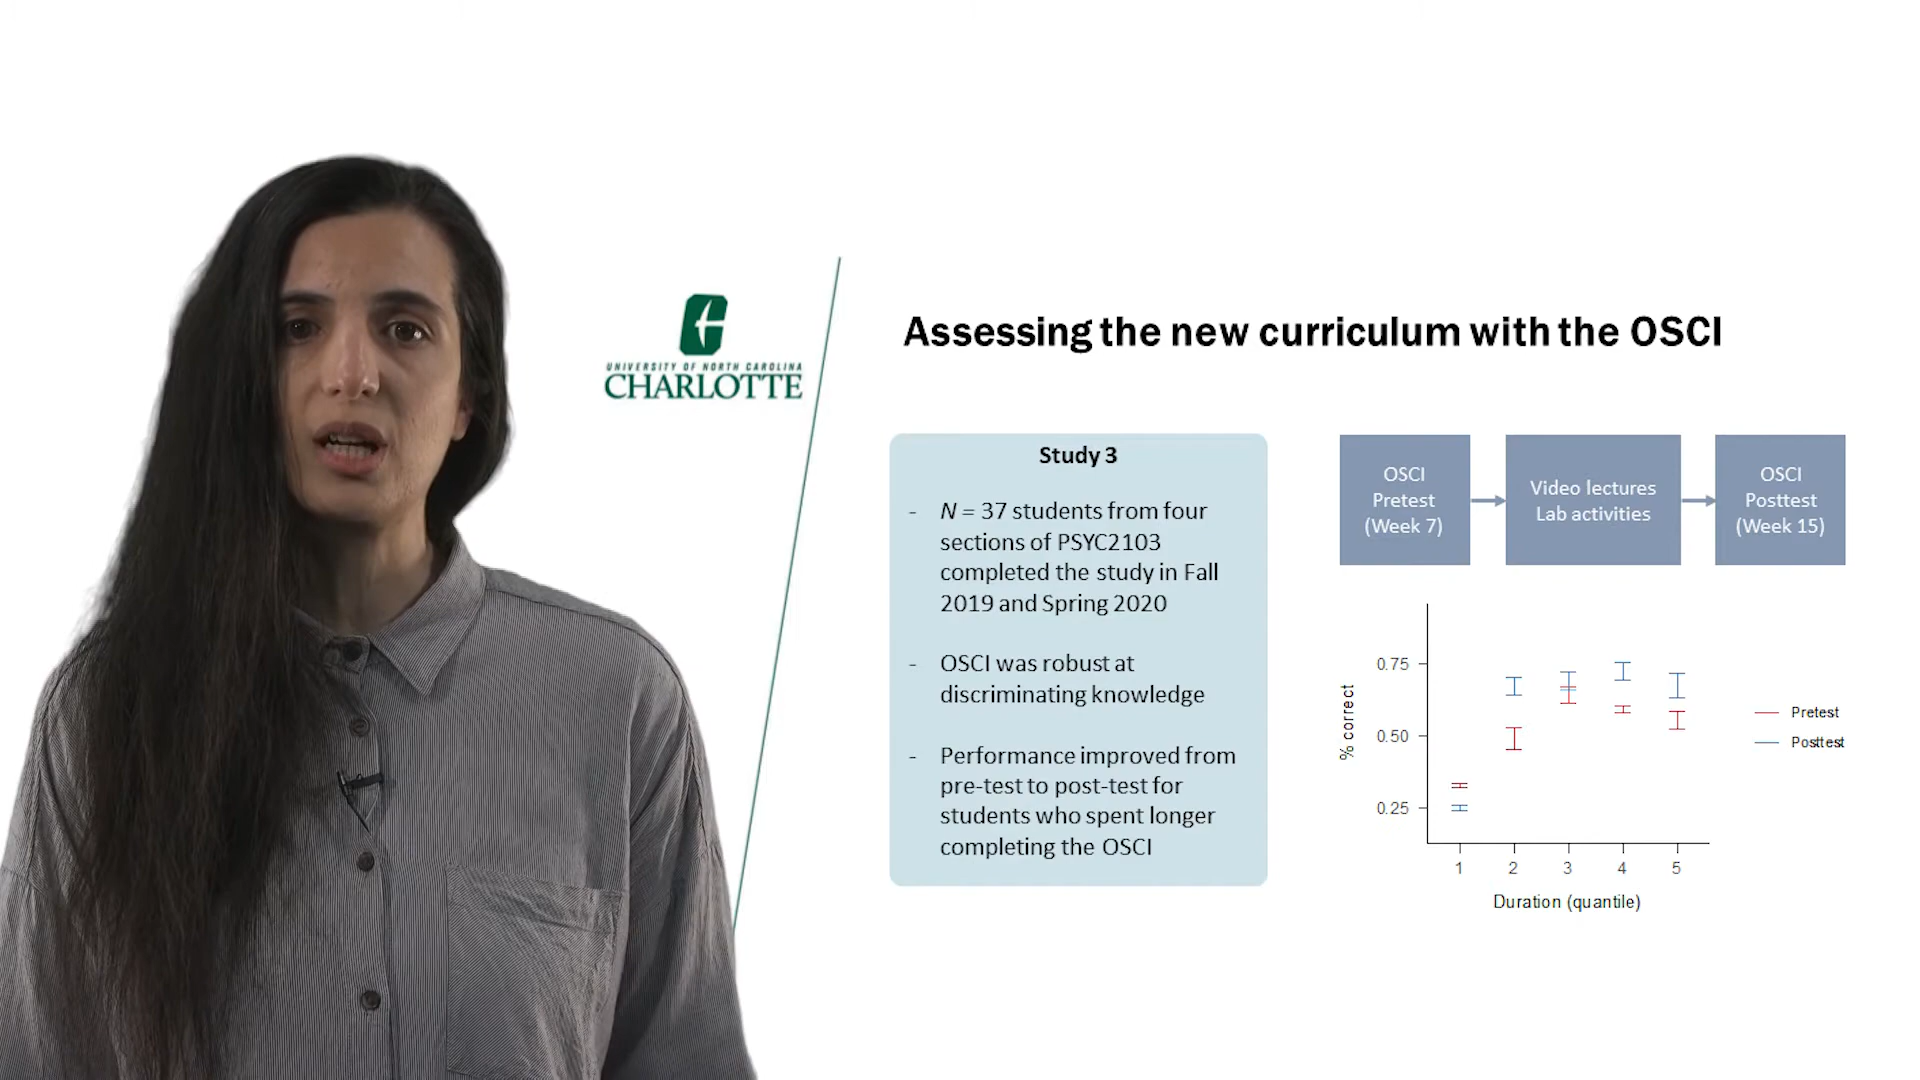 UNIVERSITY OF NORTH CAROLINA
CHARLOTTE
Assessing the new curriculum with the OSCI
Study 3
- N = 37 students from four
sections of PSYC2103
completed the study in Fall
2019 and Spring 2020
- OSCI was robust at
discriminating knowledge
- Performance improved from
pre-test to post-test for
students who spent longer
completing the OSCI
OSCI
Pretest
(Week 7)
Video lectures
Lab activities
OSCI
Posttest
(Week 15)
% correct
0.75
0.50
0.25
1 2 3 4 5
Duration (quantile)
Pretest
Posttest